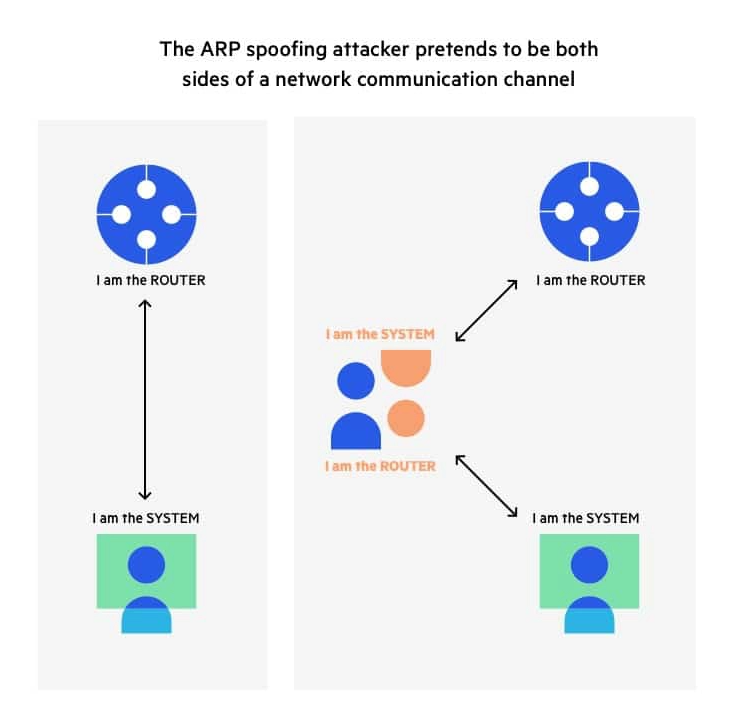 The ARP spoofing attacker pretends to be both
sides of a network communication channel
I am the ROUTER
I am the SYSTEM
I am the ROUTER
I am the SYSTEM
I am the ROUTER
I am the SYSTEM